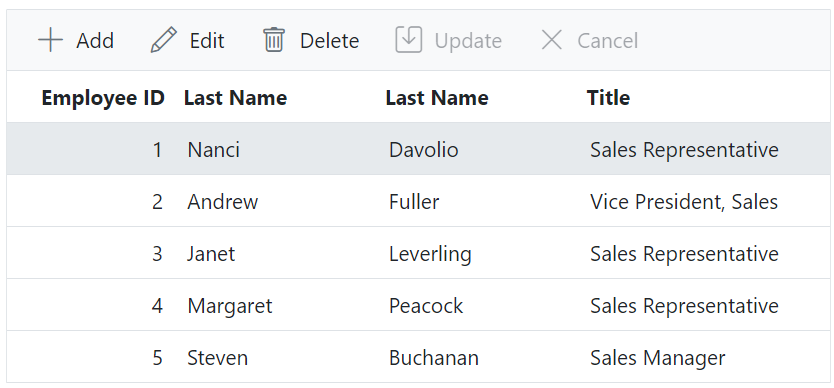 Add Edit Delete Update Cancel
Employee ID Last Name Last Name Title
1 Nanci Davolio Sales Representative
2 Andrew Fuller Vice President, Sales
3 Janet Leverling Sales Representative
4 Margaret Peacock Sales Representative
5 Steven Buchanan Sales Manager